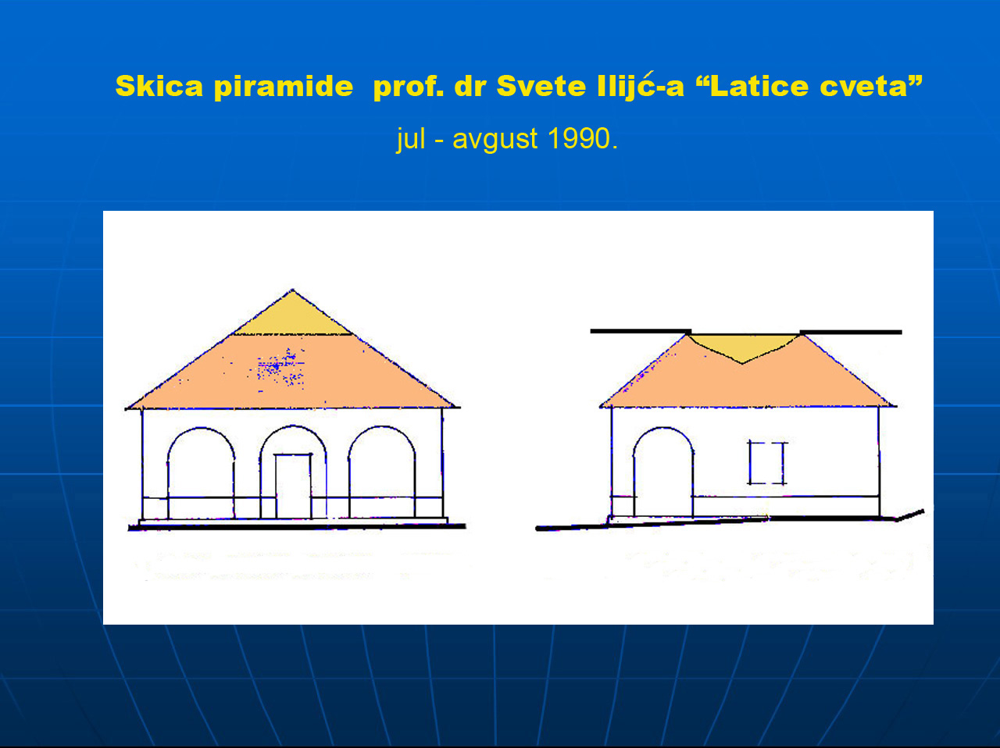 Skica piramide  prof. dr Svete Ilijć-a “Latice cveta”
jul - avgust 1990.